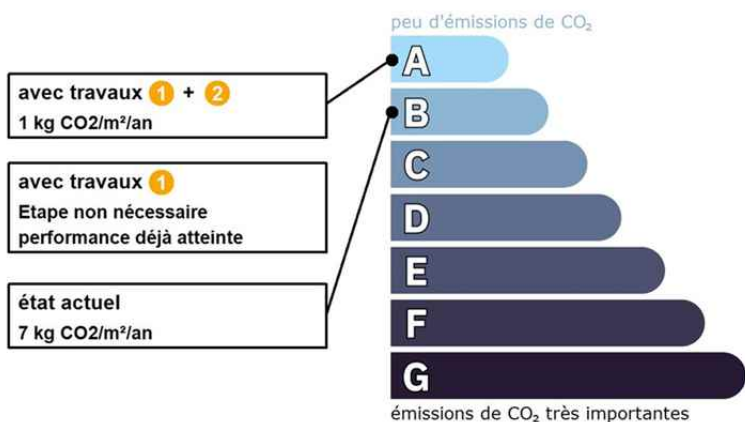 peu d'émissions de CO₂
A
avec travaux 1 + 2
1 kg CO2/m²/an
B
C
avec travaux 1
Etape non nécessaire
performance déjà atteinte
D
E
état actuel
7 kg CO2/m²/an
F
G
émissions de CO₂ très importantes